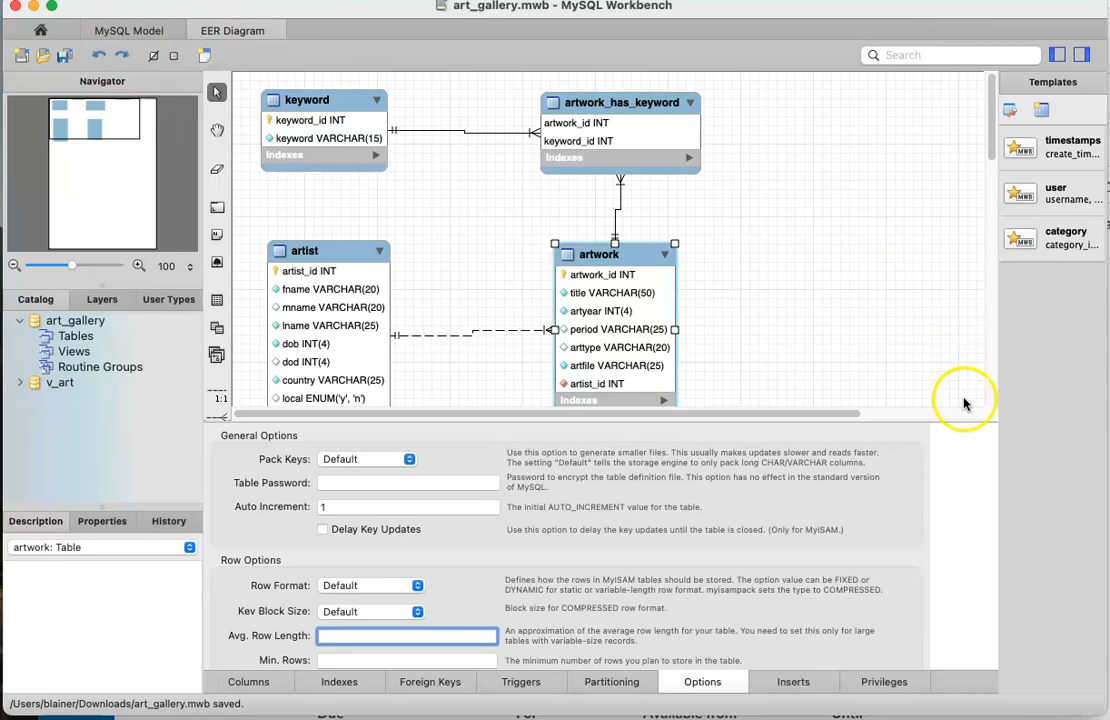 art_gallery.mwb - MySQL Workbench
MySQL Model
EER Diagram
Search
Navigator
100
Catalog
Layers
User Types
art_gallery
Tables
Views
Routine Groups
v_art
Description
Properties
History
artwork: Table
1:1
keyword
keyword_id INT
keyword VARCHAR(15)
Indexes
artwork_has_keyword
artwork_id INT
keyword_id INT
Indexes
artist
artist_id INT
fname VARCHAR(20)
mname VARCHAR(20)
lname VARCHAR(25)
dob INT(4)
dod INT(4)
country VARCHAR(25)
local ENUM('y', 'n')
artwork
artwork_id INT
title VARCHAR(50)
artyear INT(4)
period VARCHAR(25)
arttype VARCHAR(20)
artfile VARCHAR(25)
artist_id INT
Indexes
Templates
timestamps
create_tim...
user
username, ...
category
category_i...
General Options
Pack Keys:
Default
Use this option to generate smaller files. This usually makes updates slower and reads faster.
The setting "Default" tells the storage engine to only pack long CHAR/VARCHAR columns.
Table Password:
Password to encrypt the table definition file. This option has no effect in the standard version
of MySQL.
Auto Increment:
1
The initial AUTO_INCREMENT value for the table.
Delay Key Updates
Use this option to delay the key updates until the table is closed. (Only for MyISAM.)
Row Options
Row Format:
Default
Defines how the rows in MyISAM tables should be stored. The option value can be FIXED or
DYNAMIC for static or variable-length row format. myisampack sets the type to COMPRESSED.
Key Block Size:
Default
Block size for COMPRESSED row format.
Avg. Row Length:
An approximation of the average row length for your table. You need to set this only for large
tables with variable-size records.
Min. Rows:
The minimum number of rows you plan to store in the table.
Columns
Indexes
Foreign Keys
Triggers
Partitioning
Options
Inserts
Privileges
/Users/blainer/Downloads/art_gallery.mwb saved.
Due
For
Available from
Until